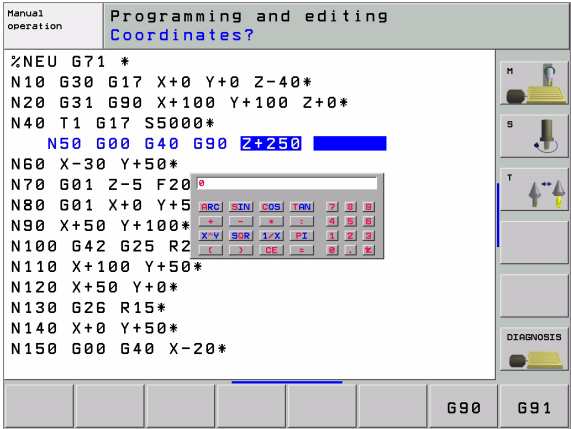 Manual
operation
Programming and editing
Coordinates?
%NEU G71 *
N10 G30 G17 X+0 Y+0 Z-40*
N20 G31 G90 X+100 Y+100 Z+0*
N40 T1 G17 S5000*
N50 G00 G40 G90 Z+250
N60 X-30 Y+50*
N70 G01 Z-5 F20
N80 G01 X+0 Y+5
N90 X+50 Y+100*
N100 G42 G25 R2
N110 X+100 Y+50*
N120 X+50 Y+0*
N130 G26 R15*
N140 X+0 Y+50*
N150 G00 G40 X-20*
0
ARC SIN COS TAN 7 8 9
+ - * : 4 5 6
X^Y SQR 1/X PI 1 2 3
( ) CE = 0 .
M
S
T
DIAGNOSIS
G90 G91